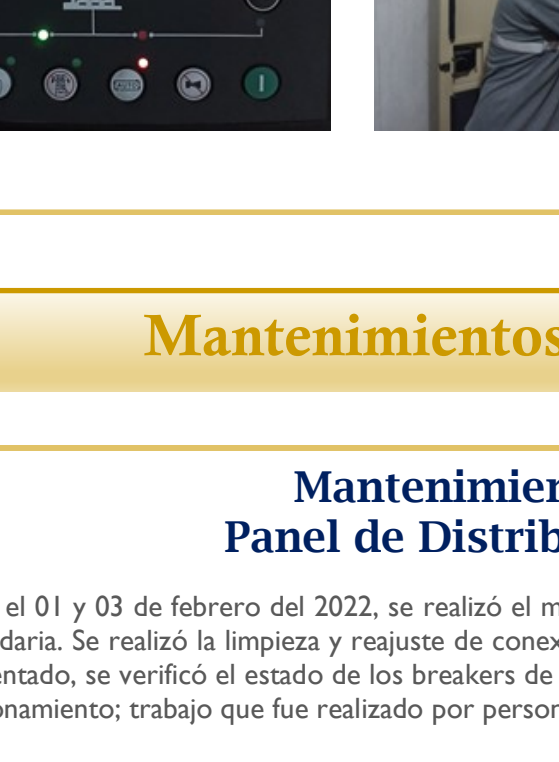 Mantenimientos
Mantenimien
Panel de Distrib
el 01 y 03 de febrero del 2022, se realizó el m
daria. Se realizó la limpieza y reajuste de conex
entado, se verificó el estado de los breakers de
onamiento; trabajo que fue realizado por person